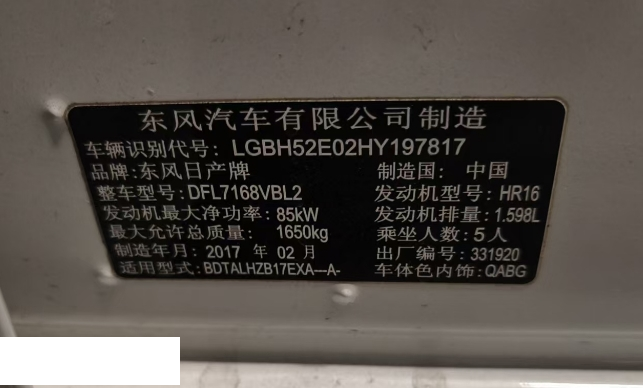 东风汽车有限公司制造
车辆识别代号: LGBH52E02HY197817
品牌:东风日产牌 制造国: 中国
整车型号:DFL7168VBL2 发动机型号: HR16
发动机最大净功率: 85kW 发动机排量: 1.598L
最大允许总质量: 1650kg 乘坐人数: 5人
制造年月: 2017 年 02 月 出厂编号: 331920
适用型式: BDTALHZB17EXA---A- 车体色内饰: QABG